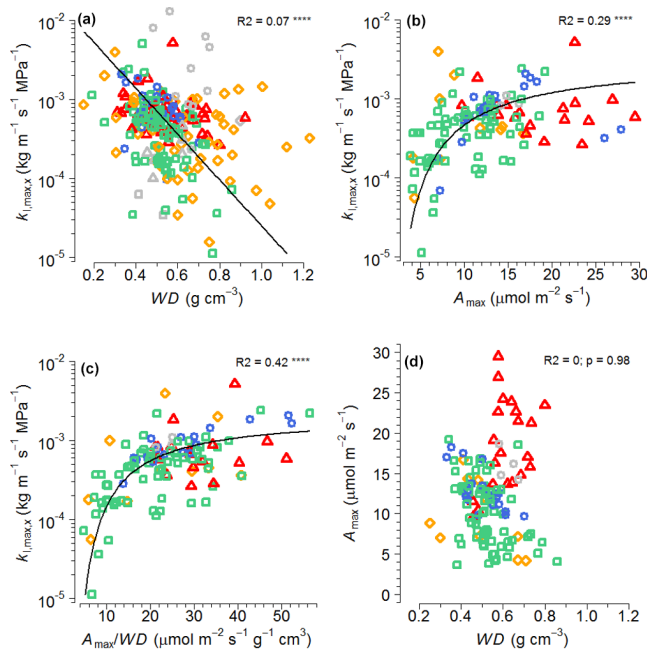 (a)
R2 = 0.07 ****
10⁻²
10⁻³
10⁻⁴
10⁻⁵
k_l,max,x (kg m⁻¹ s⁻¹ MPa⁻¹)
0.2 0.4 0.6 0.8 1.0 1.2
WD (g cm⁻³)
(b)
R2 = 0.29 ****
10⁻²
10⁻³
10⁻⁴
10⁻⁵
k_l,max,x (kg m⁻¹ s⁻¹ MPa⁻¹)
5 10 15 20 25 30
A_max (μmol m⁻² s⁻¹)
(c)
R2 = 0.42 ****
10⁻²
10⁻³
10⁻⁴
10⁻⁵
k_l,max,x (kg m⁻¹ s⁻¹ MPa⁻¹)
10 20 30 40 50
A_max/WD (μmol m⁻² s⁻¹ g⁻¹ cm³)
(d)
R2 = 0; p = 0.98
30
25
20
15
10
5
0
A_max (μmol m⁻² s⁻¹)
0.2 0.4 0.6 0.8 1.0 1.2
WD (g cm⁻³)